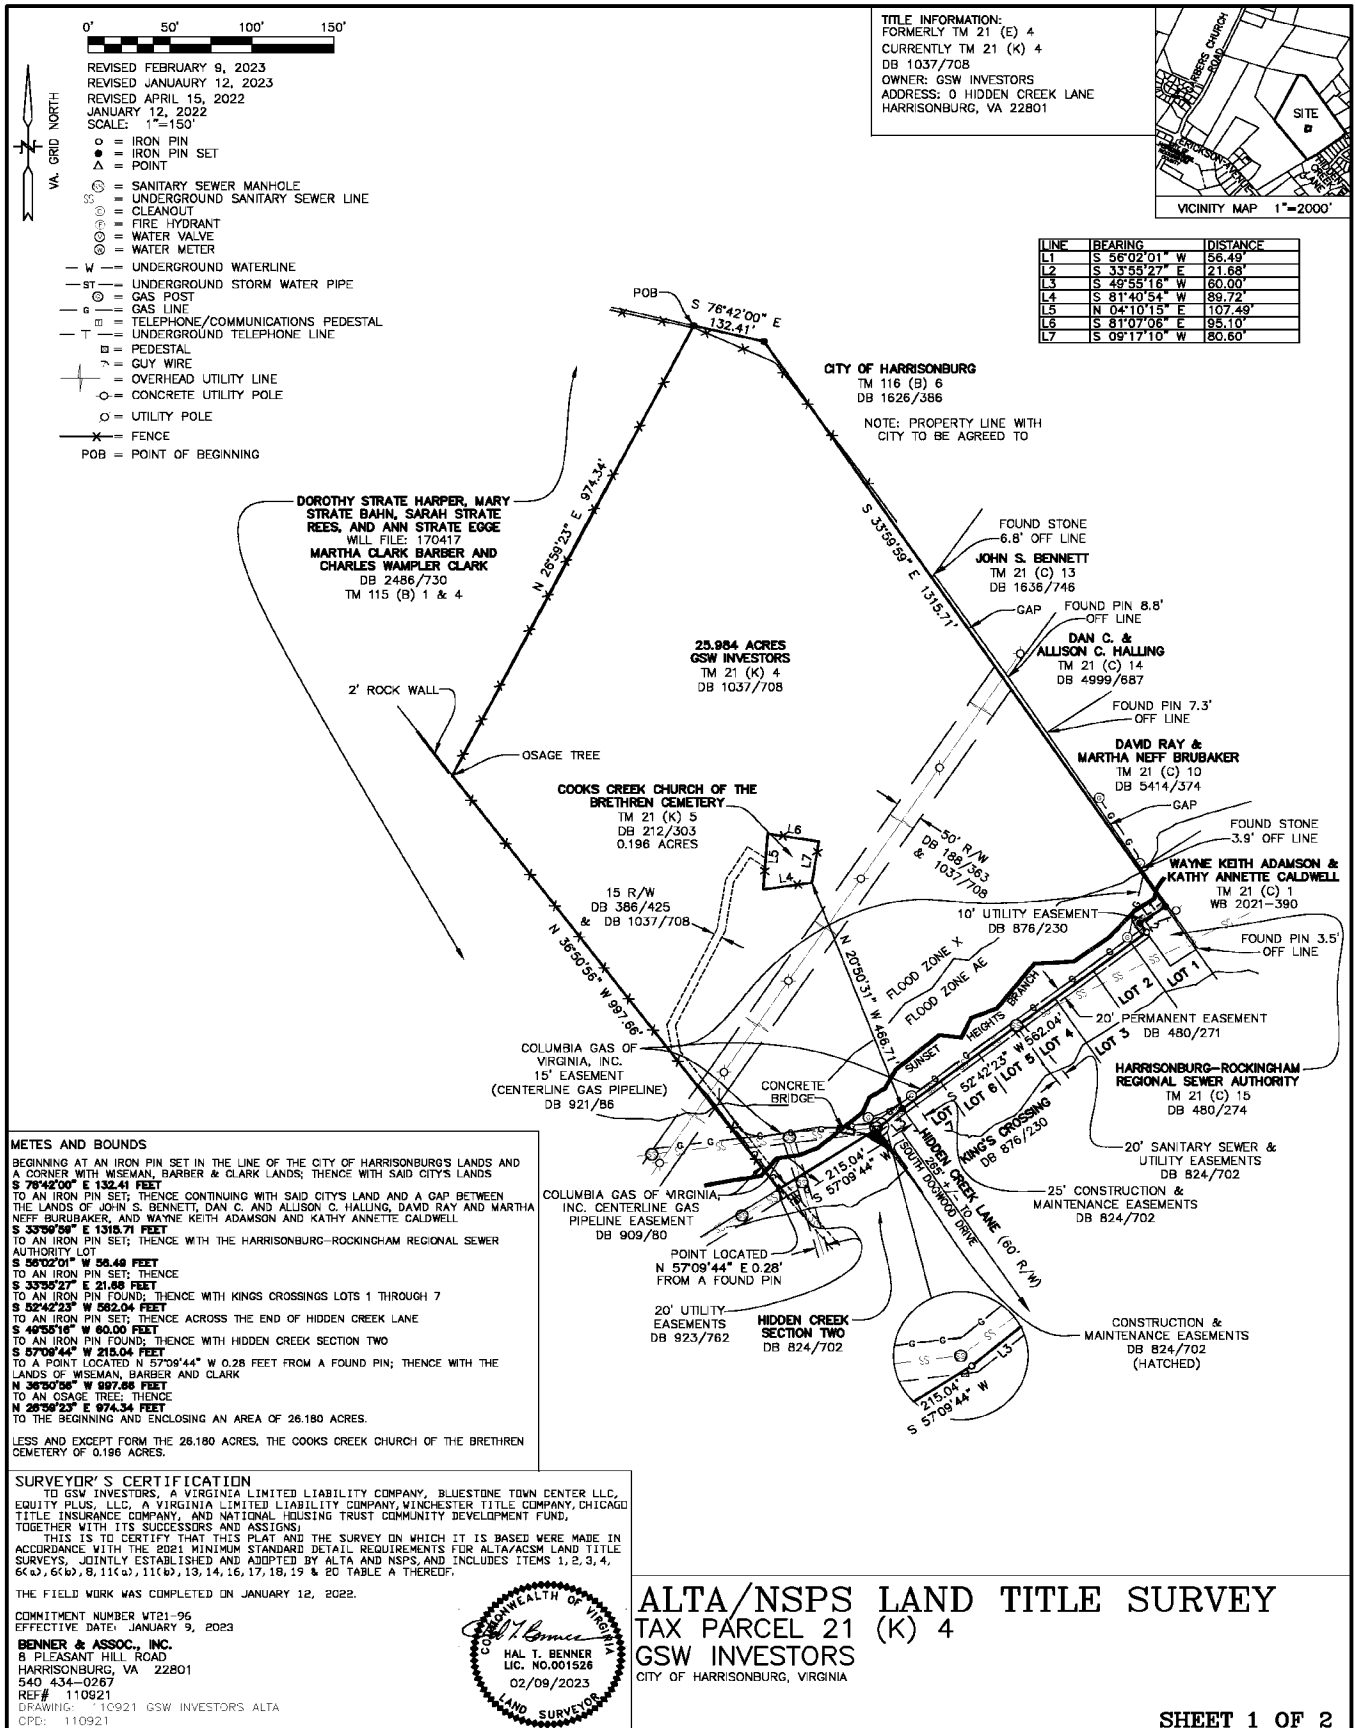 0' 50' 100' 150'
REVISED FEBRUARY 9, 2023
REVISED JANUAURY 12, 2023
REVISED APRIL 15, 2022
JANUARY 12, 2022
SCALE: 1"=150'
VA. GRID NORTH
N
= IRON PIN
= IRON PIN SET
= POINT
= SANITARY SEWER MANHOLE
SS = UNDERGROUND SANITARY SEWER LINE
= CLEANOUT
= FIRE HYDRANT
= WATER VALVE
= WATER METER
W = UNDERGROUND WATERLINE
ST = UNDERGROUND STORM WATER PIPE
= GAS POST
G = GAS LINE
= TELEPHONE/COMMUNICATIONS PEDESTAL
T = UNDERGROUND TELEPHONE LINE
= PEDESTAL
= GUY WIRE
= OVERHEAD UTILITY LINE
= CONCRETE UTILITY POLE
= UTILITY POLE
= FENCE
POB = POINT OF BEGINNING
TITLE INFORMATION:
FORMERLY TM 21 (E) 4
CURRENTLY TM 21 (K) 4
DB 1037/708
OWNER: GSW INVESTORS
ADDRESS: 0 HIDDEN CREEK LANE
HARRISONBURG, VA 22801
GARBERS CHURCH
ROAD
SITE
ERICKSON AVENUE
HIDDEN
CREEK
LANE
VICINITY MAP 1"=2000'
LINE BEARING DISTANCE
L1 S 56°02'01" W 56.49'
L2 S 33°55'27" E 21.68'
L3 S 49°55'16" W 60.00'
L4 S 81°40'54" W 89.72'
L5 N 04°10'15" E 107.49'
L6 S 81°07'06" E 95.10'
L7 S 09°17'10" W 80.60'
POB
S 76°42'00" E
132.41'
CITY OF HARRISONBURG
TM 116 (B) 6
DB 1626/386
NOTE: PROPERTY LINE WITH
CITY TO BE AGREED TO
DOROTHY STRATE HARPER, MARY
STRATE BAHN, SARAH STRATE
REES, AND ANN STRATE EGGE
WILL FILE: 170417
MARTHA CLARK BARBER AND
CHARLES WAMPLER CLARK
DB 2486/730
TM 115 (B) 1 & 4
N 26°59'23" E 974.34'
S 33°59'59" E 1315.71'
FOUND STONE
6.8' OFF LINE
JOHN S. BENNETT
TM 21 (C) 13
DB 1636/746
GAP
FOUND PIN 8.8'
OFF LINE
DAN C. &
ALLISON C. HALLING
TM 21 (C) 14
DB 4999/687
25.984 ACRES
GSW INVESTORS
TM 21 (K) 4
DB 1037/708
2' ROCK WALL
OSAGE TREE
FOUND PIN 7.3'
OFF LINE
DAVID RAY &
MARTHA NEFF BRUBAKER
TM 21 (C) 10
DB 5414/374
GAP
COOKS CREEK CHURCH OF THE
BRETHREN CEMETERY
TM 21 (K) 5
DB 212/303
0.196 ACRES
L6
L5
L7
L4
50' R/W
DB 188/363
& 1037/708
FOUND STONE
3.9' OFF LINE
WAYNE KEITH ADAMSON &
KATHY ANNETTE CALDWELL
TM 21 (C) 1
WB 2021-390
15 R/W
DB 386/425
& DB 1037/708
10' UTILITY EASEMENT
DB 876/230
FOUND PIN 3.5'
OFF LINE
N 36°50'56" W 997.66'
N 20°50'31" W 466.71'
FLOOD ZONE X
FLOOD ZONE AE
SUNSET HEIGHTS BRANCH
S 52°42'23" W 562.04'
LOT 1
LOT 2
LOT 3
LOT 4
LOT 5
LOT 6
LOT 7
20' PERMANENT EASEMENT
DB 480/271
HARRISONBURG-ROCKINGHAM
REGIONAL SEWER AUTHORITY
TM 21 (C) 15
DB 480/274
COLUMBIA GAS OF
VIRGINIA, INC.
15' EASEMENT
(CENTERLINE GAS PIPELINE)
DB 921/86
CONCRETE
BRIDGE
KING'S CROSSING
DB 876/230
20' SANITARY SEWER &
UTILITY EASEMENTS
DB 824/702
25' CONSTRUCTION &
MAINTENANCE EASEMENTS
DB 824/702
HIDDEN CREEK LANE (60' R/W)
265' +/- TO
(SOUTH DOGWOOD DRIVE
215.04'
S 57°09'44" W
COLUMBIA GAS OF VIRGINIA,
INC. CENTERLINE GAS
PIPELINE EASEMENT
DB 909/80
POINT LOCATED
N 57°09'44" E 0.28'
FROM A FOUND PIN
20' UTILITY
EASEMENTS
DB 923/762
HIDDEN CREEK
SECTION TWO
DB 824/702
CONSTRUCTION &
MAINTENANCE EASEMENTS
DB 824/702
(HATCHED)
G G G
SS SS
L3
215.04'
S 57°09'44" W
METES AND BOUNDS
BEGINNING AT AN IRON PIN SET IN THE LINE OF THE CITY OF HARRISONBURG'S LANDS AND
A CORNER WITH WISEMAN, BARBER & CLARK LANDS; THENCE WITH SAID CITY'S LANDS
S 76°42'00" E 132.41 FEET
TO AN IRON PIN SET; THENCE CONTINUING WITH SAID CITY'S LAND AND A GAP BETWEEN
THE LANDS OF JOHN S. BENNETT, DAN C. AND ALLISON C. HALLING, DAVID RAY AND MARTHA
NEFF BURUBAKER, AND WAYNE KEITH ADAMSON AND KATHY ANNETTE CALDWELL
S 33°59'59" E 1315.71 FEET
TO AN IRON PIN SET; THENCE WITH THE HARRISONBURG-ROCKINGHAM REGIONAL SEWER
AUTHORITY LOT
S 56°02'01" W 56.49 FEET
TO AN IRON PIN SET; THENCE
S 33°55'27" E 21.68 FEET
TO AN IRON PIN FOUND; THENCE WITH KINGS CROSSINGS LOTS 1 THROUGH 7
S 52°42'23" W 562.04 FEET
TO AN IRON PIN SET; THENCE ACROSS THE END OF HIDDEN CREEK LANE
S 49°55'16" W 60.00 FEET
TO AN IRON PIN FOUND; THENCE WITH HIDDEN CREEK SECTION TWO
S 57°09'44" W 215.04 FEET
TO A POINT LOCATED N 57°09'44" W 0.28 FEET FROM A FOUND PIN; THENCE WITH THE
LANDS OF WISEMAN, BARBER AND CLARK
N 36°50'56" W 997.66 FEET
TO AN OSAGE TREE; THENCE
N 26°59'23" E 974.34 FEET
TO THE BEGINNING AND ENCLOSING AN AREA OF 26.180 ACRES.
LESS AND EXCEPT FORM THE 26.180 ACRES, THE COOKS CREEK CHURCH OF THE BRETHREN
CEMETERY OF 0.196 ACRES.
SURVEYOR'S CERTIFICATION
TO GSW INVESTORS, A VIRGINIA LIMITED LIABILITY COMPANY, BLUESTONE TOWN CENTER LLC,
EQUITY PLUS, LLC, A VIRGINIA LIMITED LIABILITY COMPANY, WINCHESTER TITLE COMPANY, CHICAGO
TITLE INSURANCE COMPANY, AND NATIONAL HOUSING TRUST COMMUNITY DEVELOPMENT FUND,
TOGETHER WITH ITS SUCCESSORS AND ASSIGNS;
THIS IS TO CERTIFY THAT THIS PLAT AND THE SURVEY ON WHICH IT IS BASED WERE MADE IN
ACCORDANCE WITH THE 2021 MINIMUM STANDARD DETAIL REQUIREMENTS FOR ALTA/ACSM LAND TITLE
SURVEYS, JOINTLY ESTABLISHED AND ADOPTED BY ALTA AND NSPS, AND INCLUDES ITEMS 1, 2, 3, 4,
6(a), 6(b), 8, 11(a), 11(b), 13, 14, 16, 17, 18, 19 & 20 TABLE A THEREOF.
THE FIELD WORK WAS COMPLETED ON JANUARY 12, 2022.
COMMITMENT NUMBER WT21-96
EFFECTIVE DATE: JANUARY 9, 2023
BENNER & ASSOC., INC.
8 PLEASANT HILL ROAD
HARRISONBURG, VA 22801
540 434-0267
REF# 110921
DRAWING: 110921 GSW INVESTORS ALTA
CPD: 110921
COMMONWEALTH OF VIRGINIA
HAL T. BENNER
LIC. NO.001526
02/09/2023
LAND SURVEYOR
ALTA/NSPS LAND TITLE SURVEY
TAX PARCEL 21 (K) 4
GSW INVESTORS
CITY OF HARRISONBURG, VIRGINIA
SHEET 1 OF 2